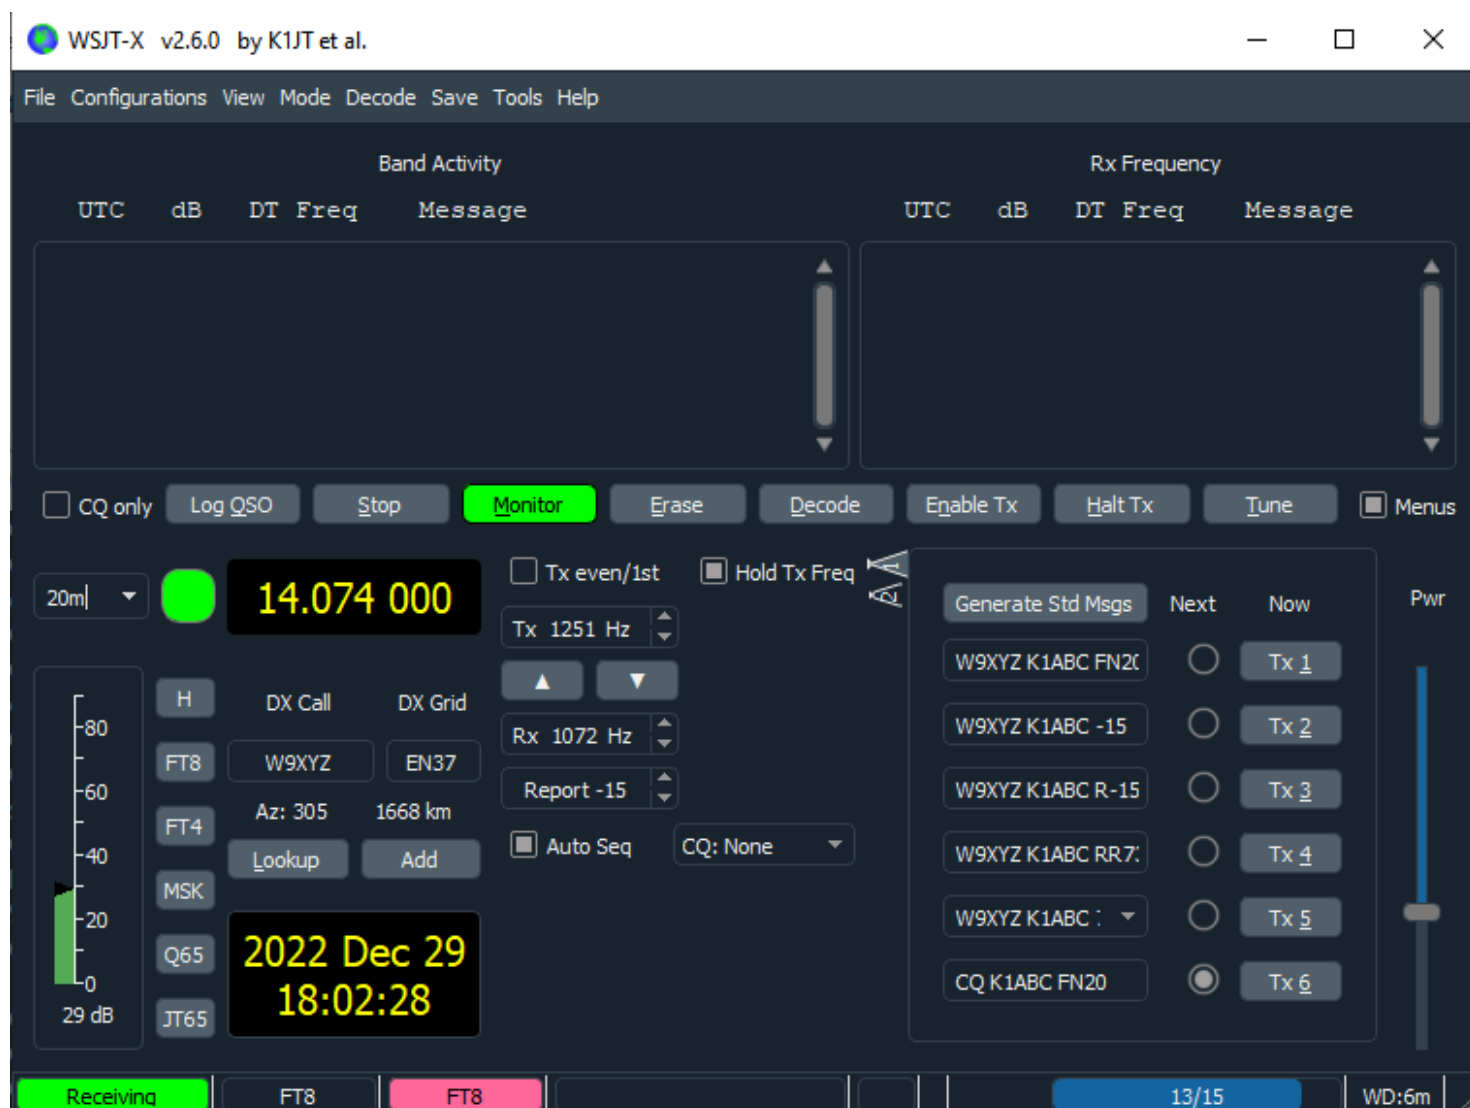 WSJT-X v2.6.0 by K1JT et al.
File Configurations View Mode Decode Save Tools Help
Band Activity
UTC dB DT Freq Message
Rx Frequency
UTC dB DT Freq Message
CQ only Log QSO Stop Monitor Erase Decode Enable Tx Halt Tx Tune Menus
20m
14.074 000
Tx even/1st
Hold Tx Freq
Tx 1251 Hz
Rx 1072 Hz
Report -15
Auto Seq
CQ: None
-80
-60
-40
-20
-0
29 dB
H
FT8
FT4
MSK
Q65
JT65
DX Call DX Grid
W9XYZ EN37
Az: 305 1668 km
Lookup Add
2022 Dec 29
18:02:28
1
2
Generate Std Msgs Next Now
W9XYZ K1ABC FN20 Tx 1
W9XYZ K1ABC -15 Tx 2
W9XYZ K1ABC R-15 Tx 3
W9XYZ K1ABC RR7 Tx 4
W9XYZ K1ABC Tx 5
CQ K1ABC FN20 Tx 6
Pwr
Receiving FT8 FT8 13/15 WD:6m